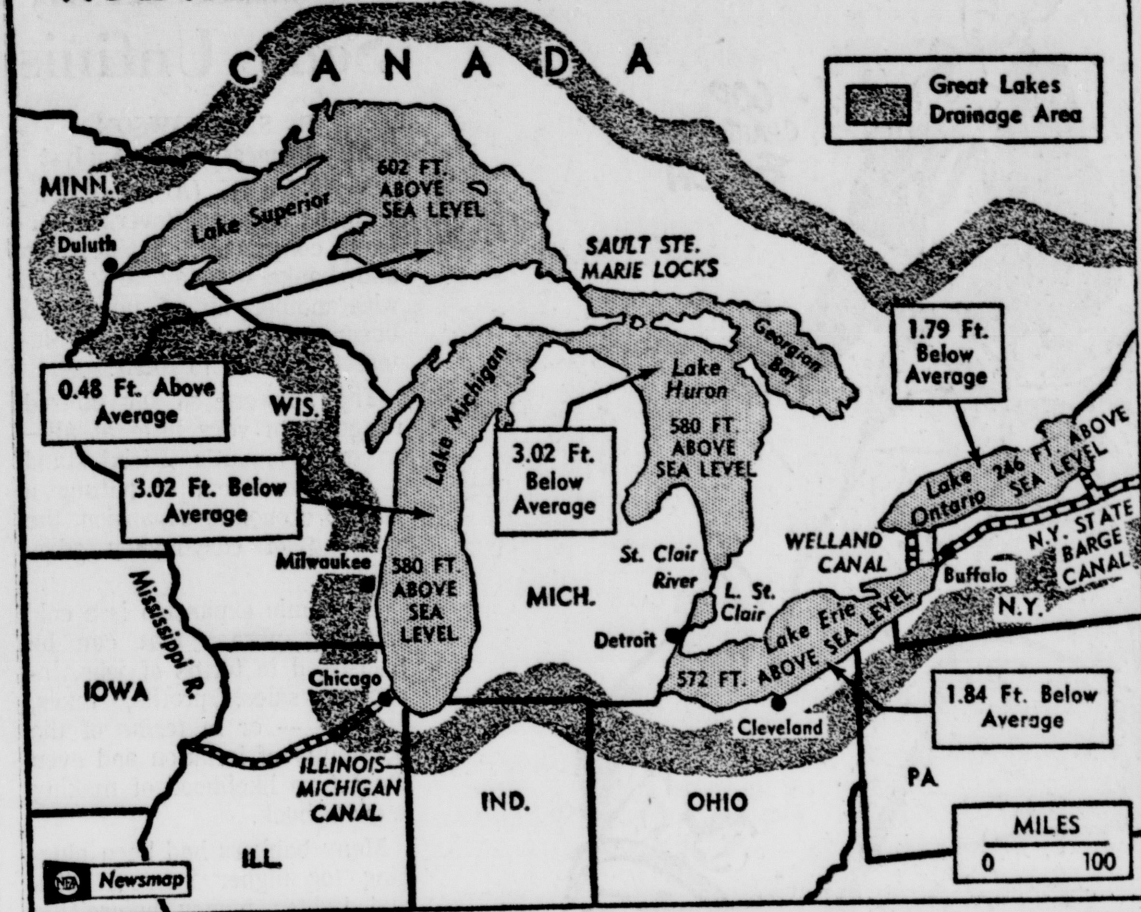 CANADA
Great Lakes
Drainage Area
MINN.
602 FT.
ABOVE
SEA LEVEL
Lake Superior
Duluth
SAULT STE.
MARIE LOCKS
Georgian
Bay
1.79 Ft.
Below
Average
0.48 Ft. Above
Average
WIS.
Lake Michigan
Lake
Huron
580 FT.
ABOVE
SEA LEVEL
3.02 Ft.
Below
Average
3.02 Ft. Below
Average
Lake
Ontario
246 FT. ABOVE
SEA LEVEL
WELLAND
CANAL
N.Y. STATE
BARGE
CANAL
Buffalo
N.Y.
Milwaukee
580 FT.
ABOVE
SEA
LEVEL
MICH.
St. Clair
River
L. St.
Clair
Detroit
Lake Erie
572 FT. ABOVE SEA LEVEL
Mississippi R.
IOWA
Chicago
Cleveland
1.84 Ft. Below
Average
ILLINOIS-
MICHIGAN
CANAL
IND.
OHIO
PA
ILL.
MILES
0 100
NEA Newsmap